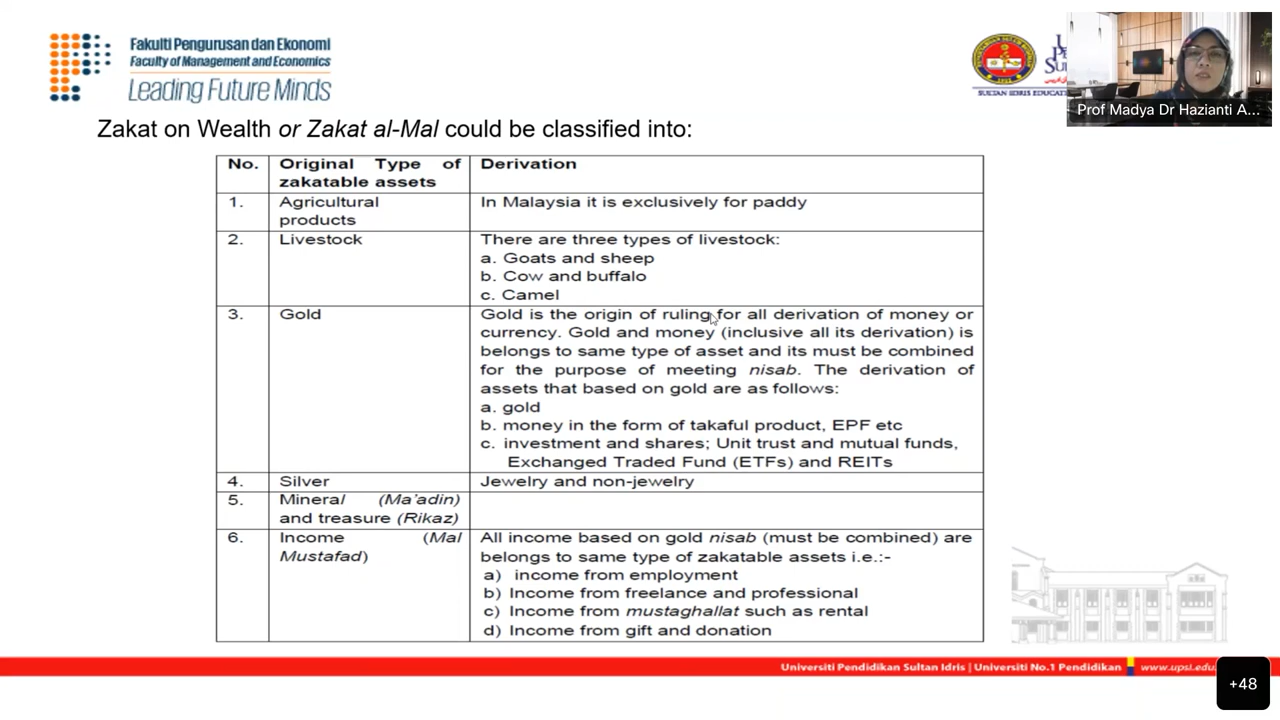 Fakulti Pengurusan dan Ekonomi
Faculty of Management and Economics
Leading Future Minds
SULTAN IDRIS
Prof Madya Dr Hazianti A...
Zakat on Wealth or Zakat al-Mal could be classified into:
No. Original Type of zakatable assets Derivation
1. Agricultural products In Malaysia it is exclusively for paddy
2. Livestock There are three types of livestock:
a. Goats and sheep
b. Cow and buffalo
c. Camel
3. Gold Gold is the origin of ruling for all derivation of money or
currency. Gold and money (inclusive all its derivation) is
belongs to same type of asset and its must be combined
for the purpose of meeting nisab. The derivation of
assets that based on gold are as follows:
a. gold
b. money in the form of takaful product, EPF etc
c. investment and shares; Unit trust and mutual funds,
Exchanged Traded Fund (ETFs) and REITs
4. Silver Jewelry and non-jewelry
5. Mineral (Ma'adin)
and treasure (Rikaz)
6. Income (Mal Mustafad) All income based on gold nisab (must be combined) are
belongs to same type of zakatable assets i.e.:-
a) income from employment
b) Income from freelance and professional
c) Income from mustaghallat such as rental
d) Income from gift and donation
Universiti Pendidikan Sultan Idris | Universiti No.1 Pendidikan www.upsi.edu
+48